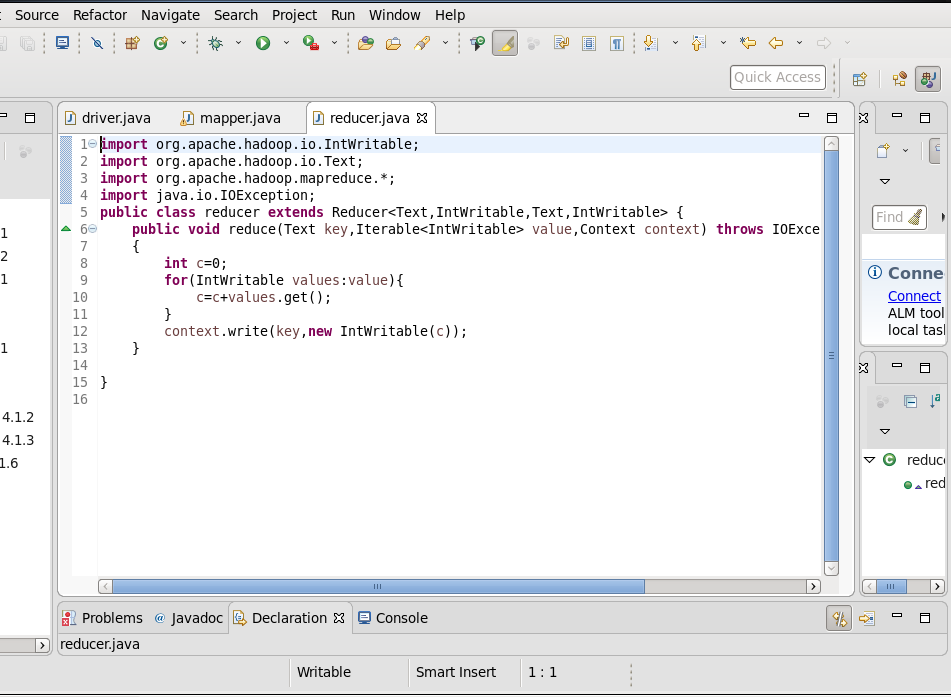 Source Refactor Navigate Search Project Run Window Help
Quick Access
driver.java mapper.java reducer.java
1 import org.apache.hadoop.io.IntWritable;
2 import org.apache.hadoop.io.Text;
3 import org.apache.hadoop.mapreduce.*;
4 import java.io.IOException;
5 public class reducer extends Reducer<Text,IntWritable,Text,IntWritable> {
6 public void reduce(Text key,Iterable<IntWritable> value,Context context) throws IOExce
7 {
8 int c=0;
9 for(IntWritable values:value){
10 c=c+values.get();
11 }
12 context.write(key,new IntWritable(c));
13 }
14
15 }
16
1
2
1
1
4.1.2
4.1.3
1.6
Find
Conne
Connect
ALM tool
local tas
reduc
red
Problems Javadoc Declaration Console
reducer.java
Writable Smart Insert 1 : 1